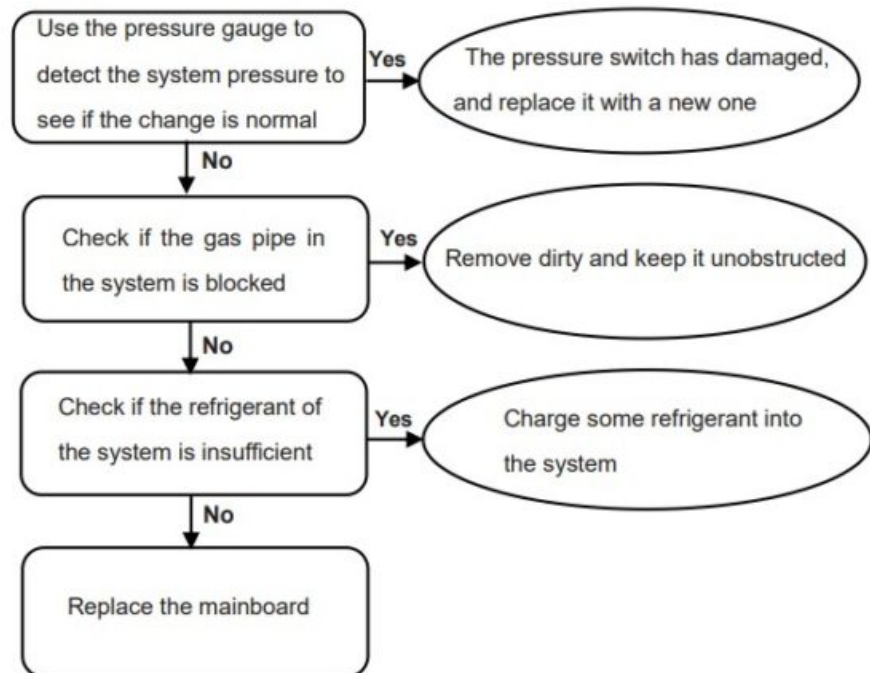 Use the pressure gauge to
detect the system pressure to
see if the change is normal
Yes
The pressure switch has damaged,
and replace it with a new one
No
Check if the gas pipe in
the system is blocked
Yes
Remove dirty and keep it unobstructed
No
Check if the refrigerant of
the system is insufficient
Yes
Charge some refrigerant into
the system
No
Replace the mainboard